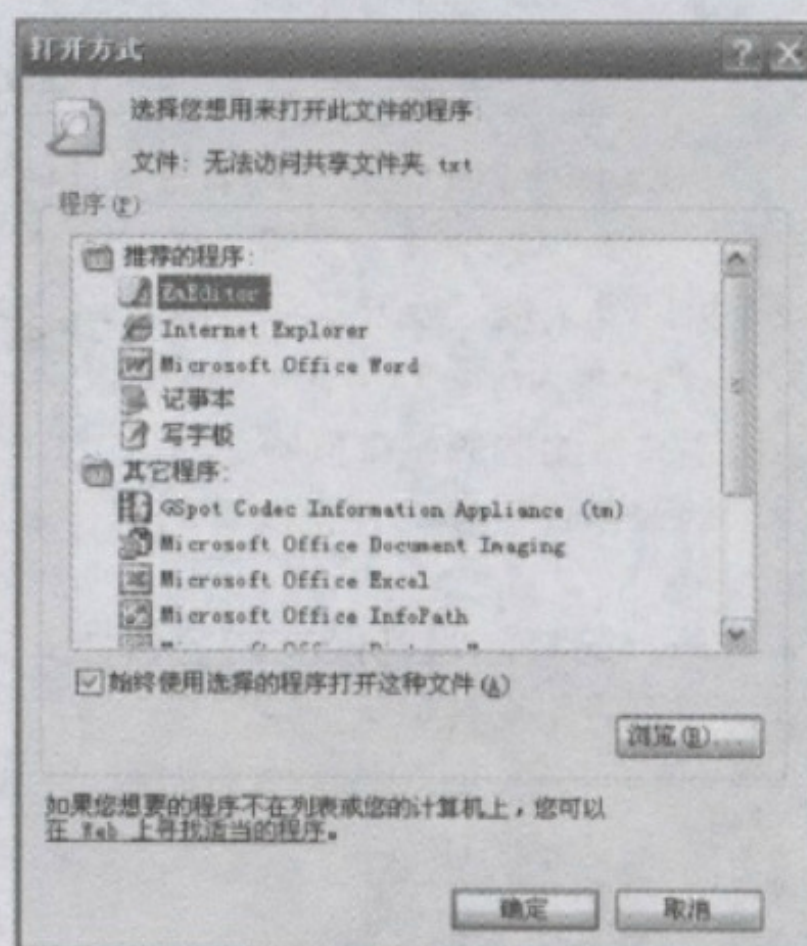 打开方式
选择您想用来打开此文件的程序:
文件: 无法访问共享文件夹 txt
程序(P)
推荐的程序:
EmEditor
Internet Explorer
Microsoft Office Word
记事本
写字板
其它程序:
GSpot Codec Information Appliance (tm)
Microsoft Office Document Imaging
Microsoft Office Excel
Microsoft Office InfoPath
始终使用选择的程序打开这种文件(A)
浏览(B)...
如果您想要的程序不在列表或您的计算机上，您可以
在 Web 上寻找适当的程序。
确定 取消